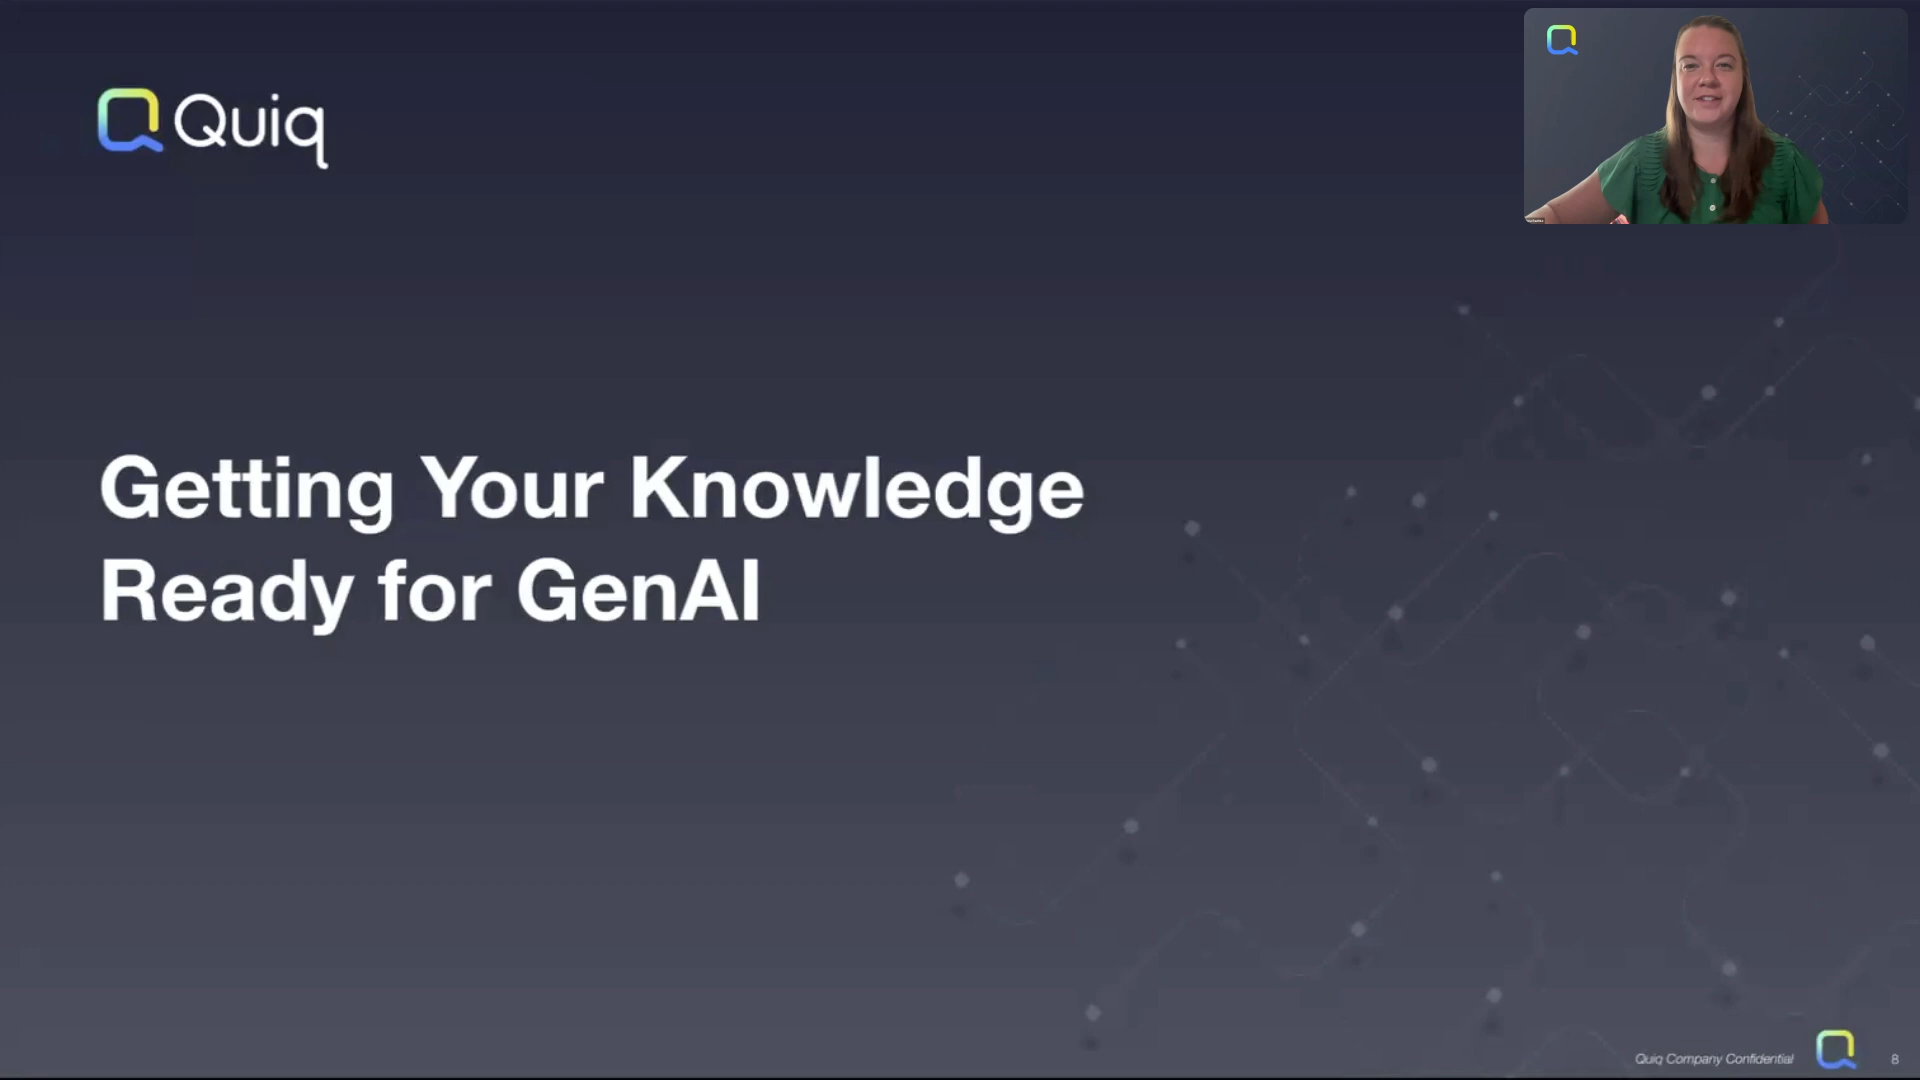 Quiq
Getting Your Knowledge
Ready for GenAI
Quiq Company Confidential
8